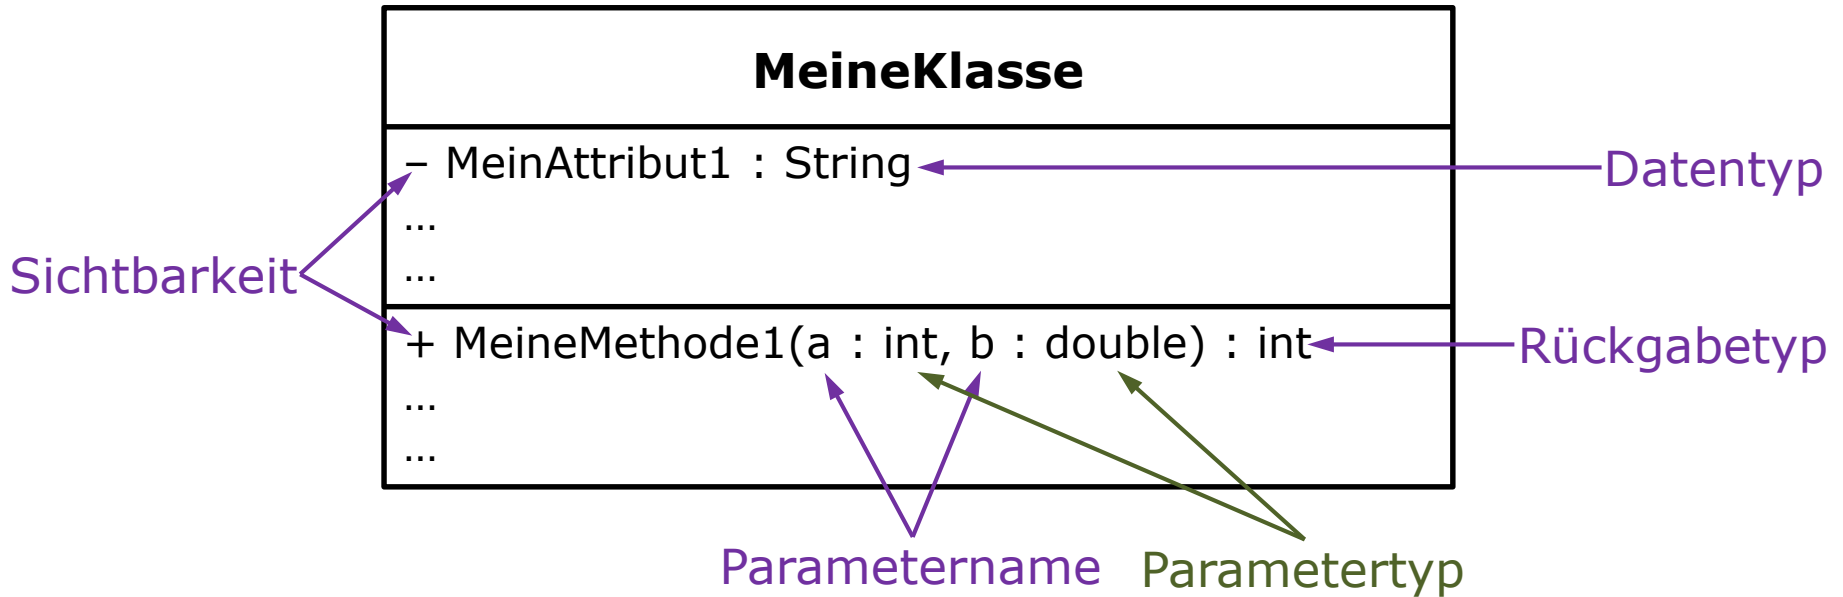 MeineKlasse
– MeinAttribut1 : String
Datentyp
...
Sichtbarkeit
...
+ MeineMethode1(a : int, b : double) : int
Rückgabetyp
...
...
Parametername
Parametertyp